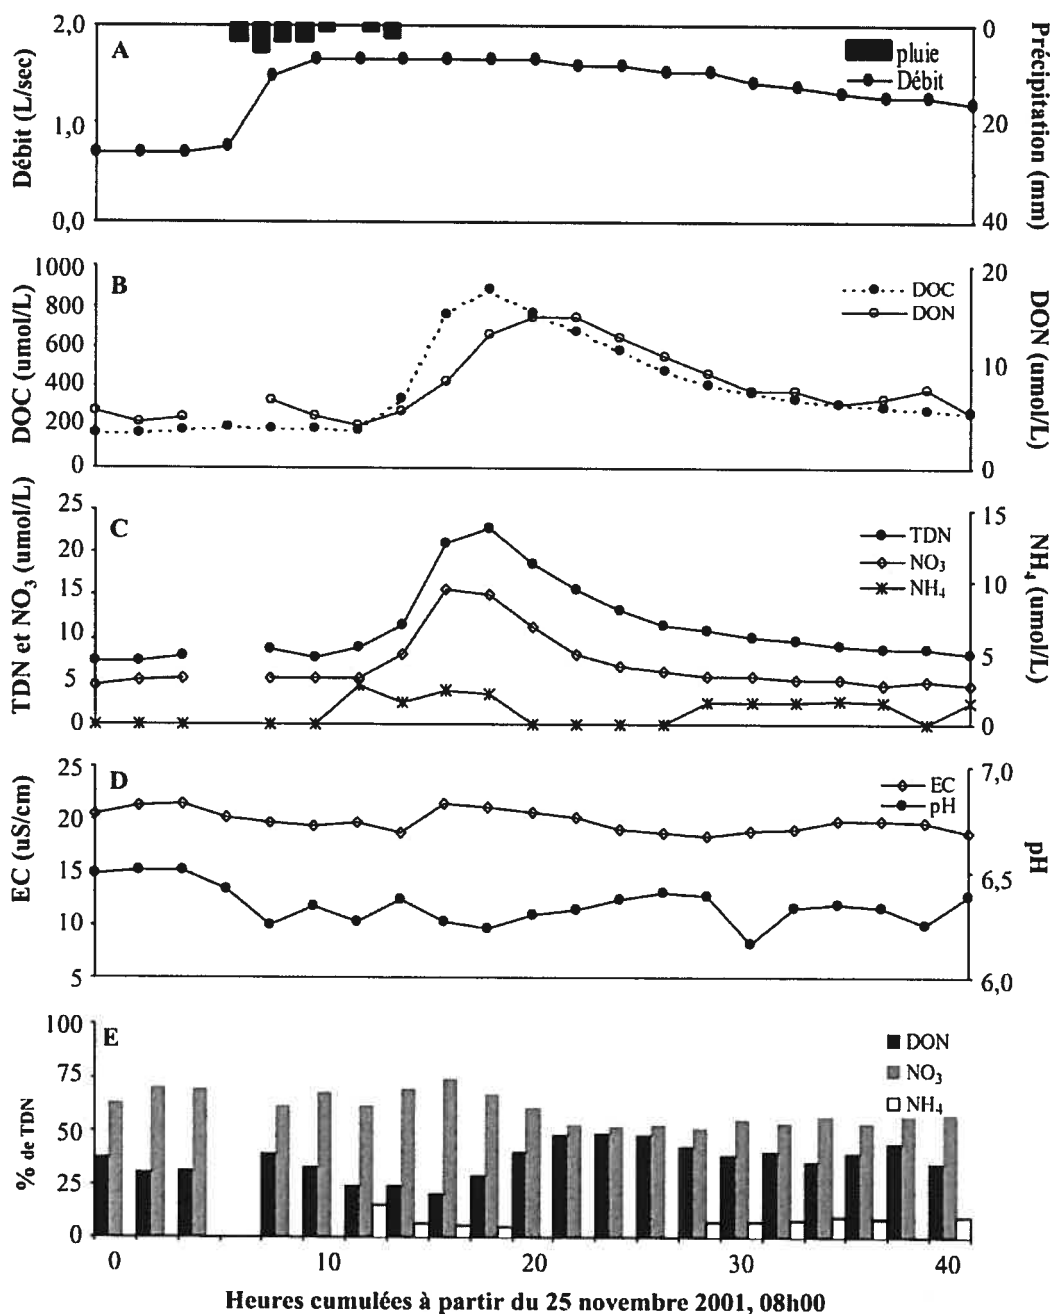 A
Débit (L/sec)
2,0
1,0
0,0
pluie
Débit
0
20
40
Précipitation (mm)
B
DOC (umol/L)
1000
800
600
400
200
0
DOC
DON
20
10
0
DON (umol/L)
C
TDN et NO₃ (umol/L)
25
20
15
10
5
0
TDN
NO₃
NH₄
15
10
5
0
NH₄ (umol/L)
D
EC (uS/cm)
25
20
15
10
5
EC
pH
7,0
6,5
6,0
pH
E
% de TDN
100
75
50
25
0
DON
NO₃
NH₄
0 10 20 30 40
Heures cumulées à partir du 25 novembre 2001, 08h00